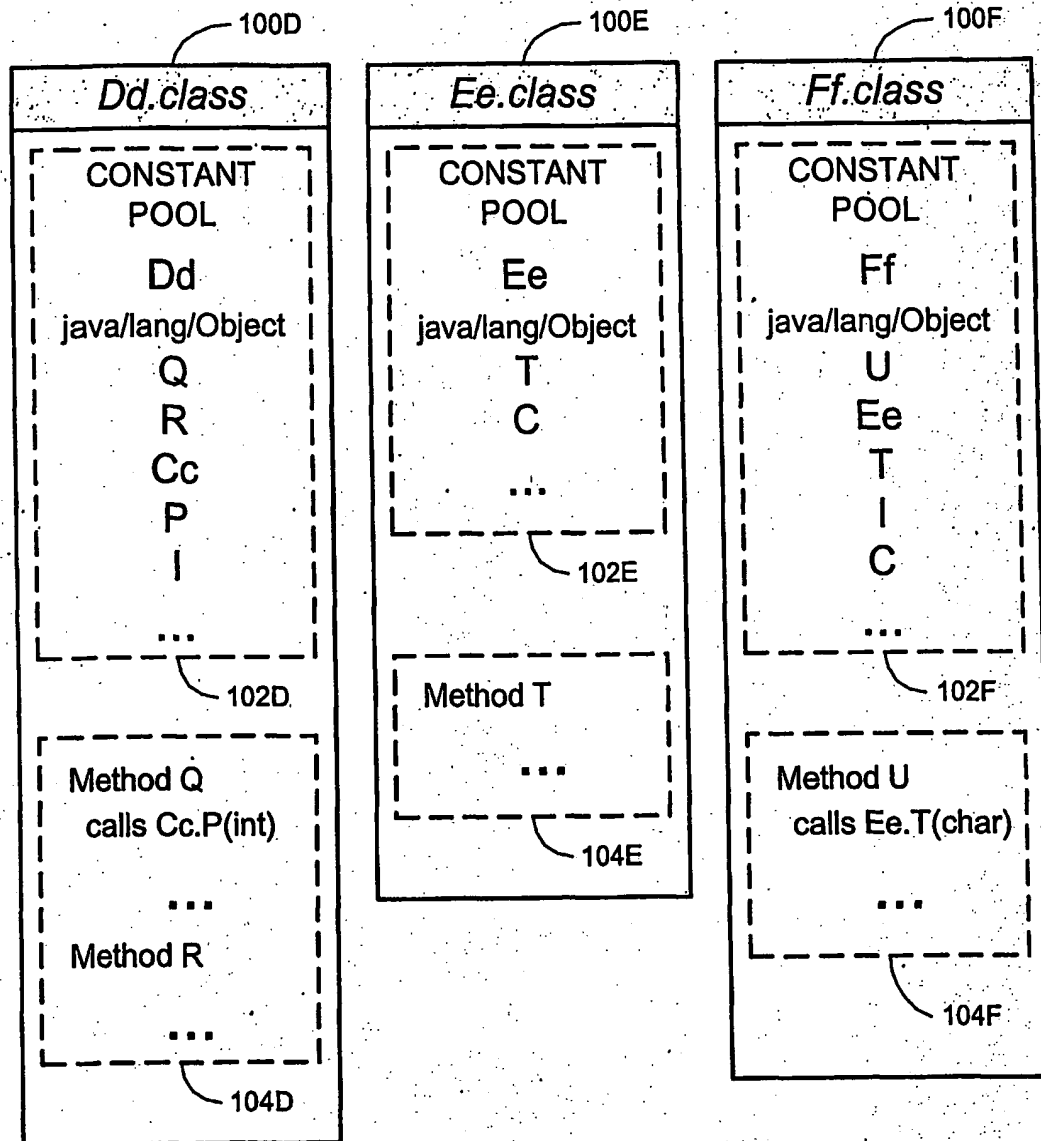 100D
Dd.class
CONSTANT
POOL
Dd
java/lang/Object
Q
R
Cc
P
I
...
102D
Method Q
calls Cc.P(int)
...
Method R
...
104D
100E
Ee.class
CONSTANT
POOL
Ee
java/lang/Object
T
C
...
102E
Method T
...
104E
100F
Ff.class
CONSTANT
POOL
Ff
java/lang/Object
U
Ee
T
I
C
...
102F
Method U
calls Ee.T(char)
...
104F